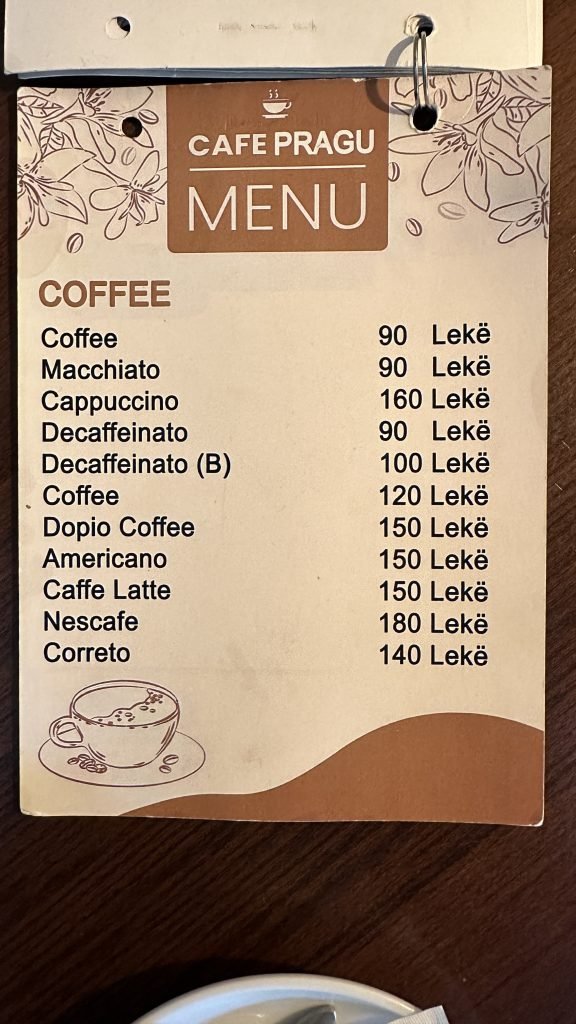 CAFE PRAGU
MENU
COFFEE
Coffee 90 Lekë
Macchiato 90 Lekë
Cappuccino 160 Lekë
Decaffeinato 90 Lekë
Decaffeinato (B) 100 Lekë
Coffee 120 Lekë
Dopio Coffee 150 Lekë
Americano 150 Lekë
Caffe Latte 150 Lekë
Nescafe 180 Lekë
Correto 140 Lekë